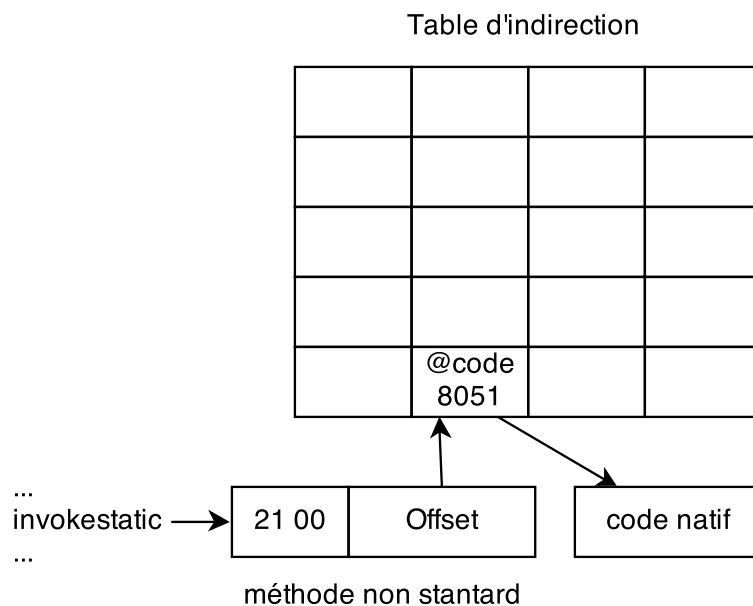 Table d'indirection
@code
8051
...
invokestatic
...
21 00
Offset
code natif
méthode non stantard